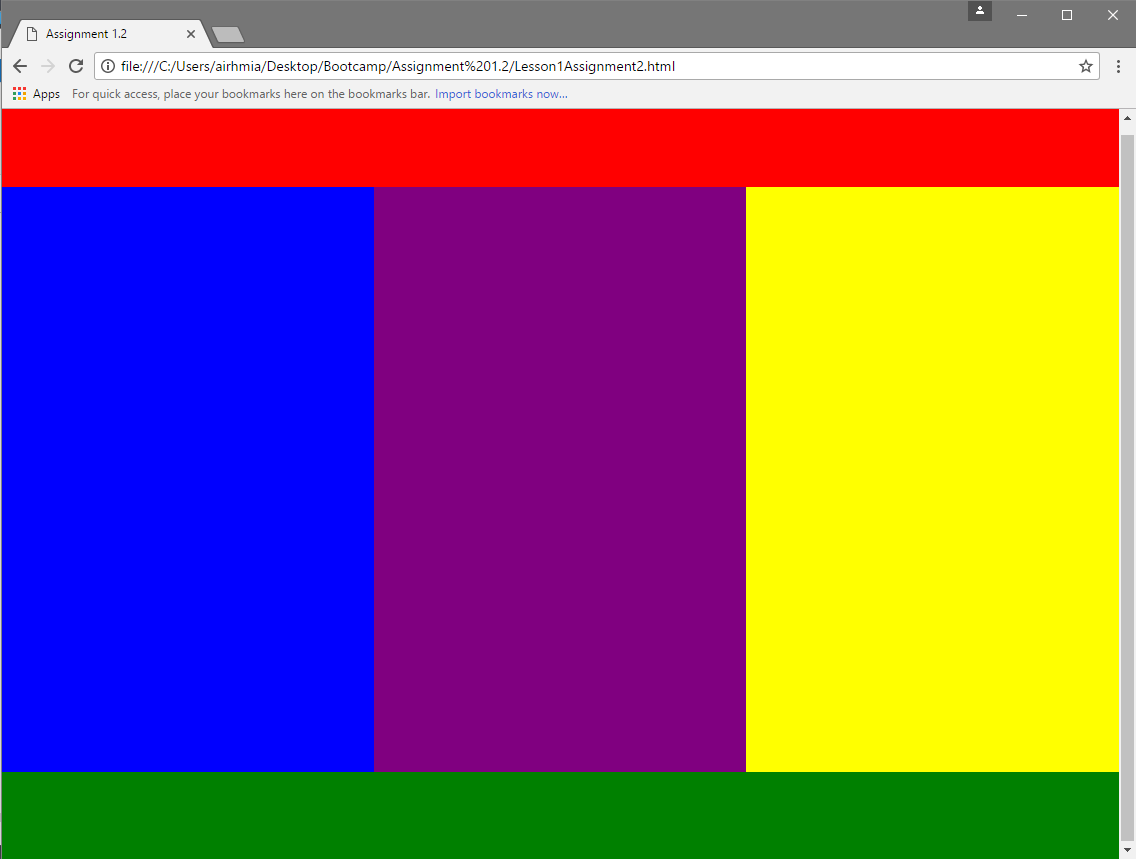 Assignment 1.2
file:///C:/Users/airhmia/Desktop/Bootcamp/Assignment%201.2/Lesson1Assignment2.html
Apps For quick access, place your bookmarks here on the bookmarks bar. Import bookmarks now...